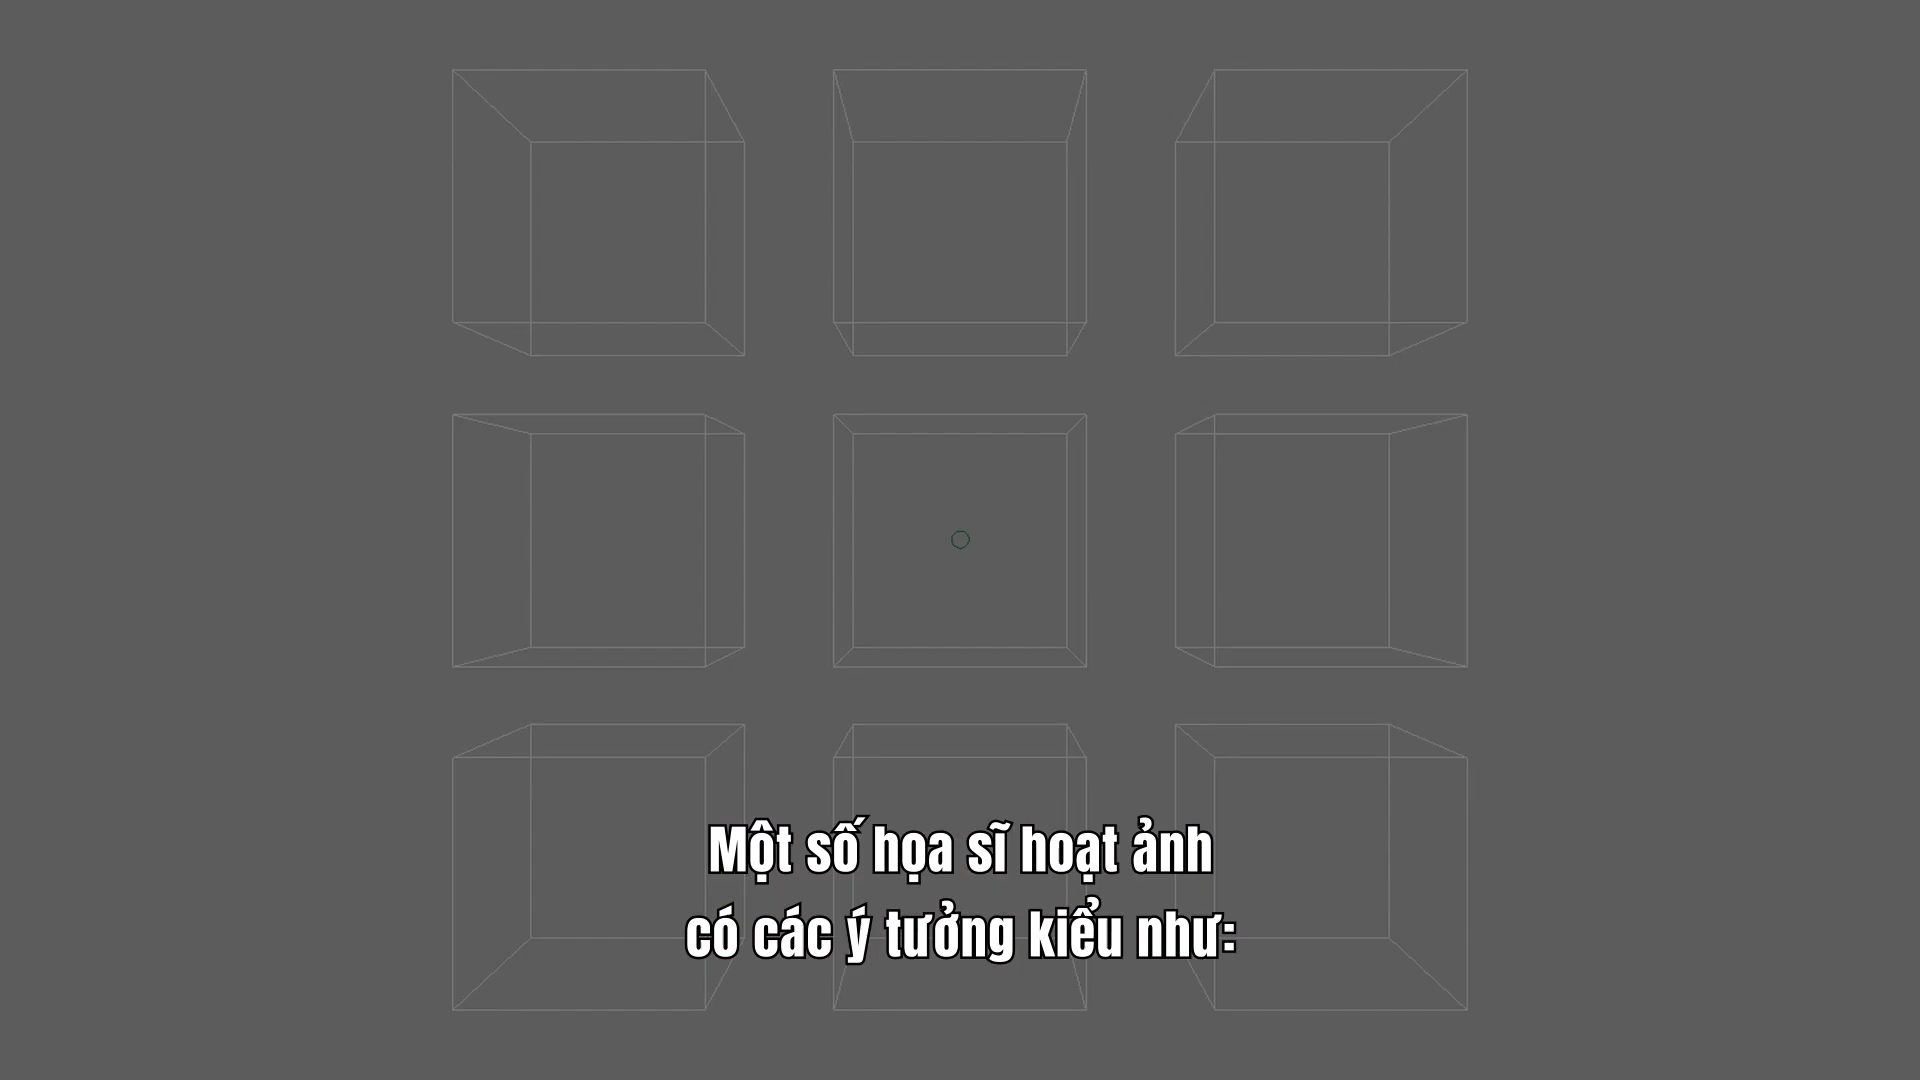 Một số họa sĩ hoạt ảnh
có các ý tưởng kiểu như: